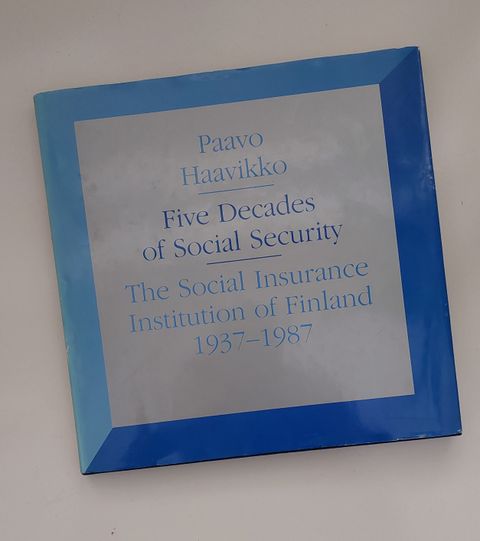 Paavo
Haavikko
Five Decades
of Social Security
The Social Insurance
Institution of Finland
1937–1987